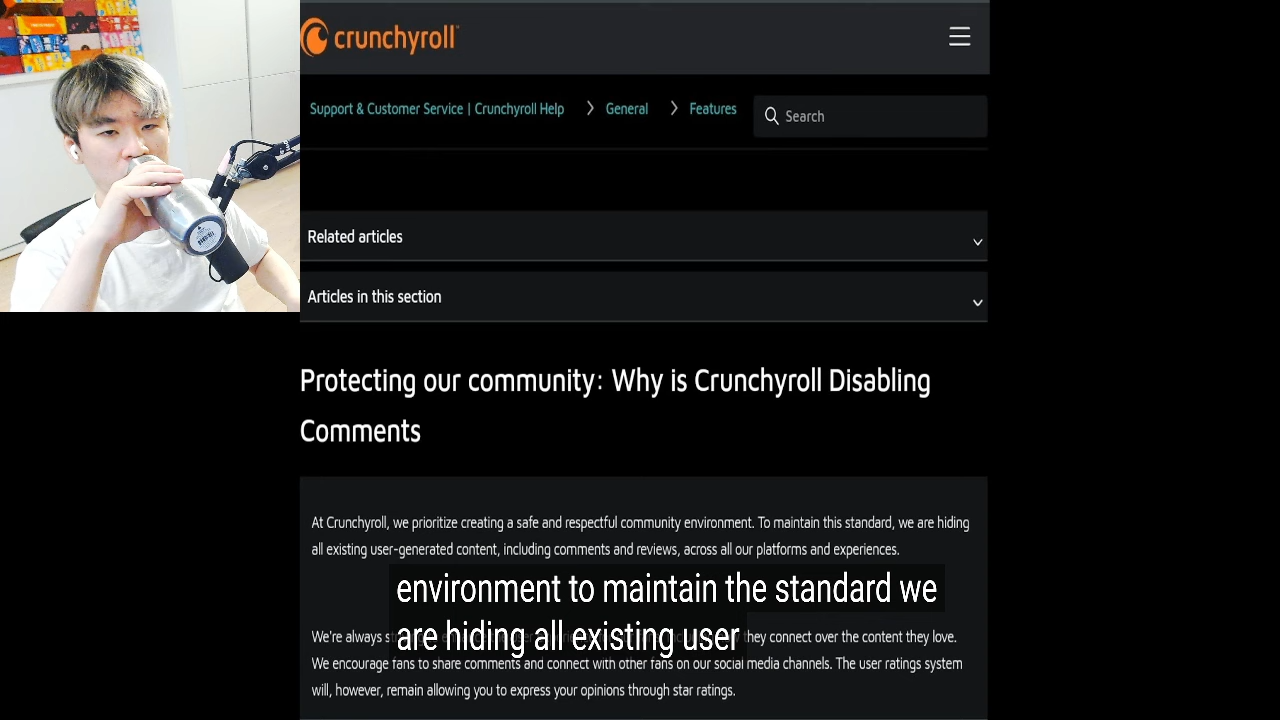 crunchyroll
Support & Customer Service | Crunchyroll Help > General > Features
Search
Related articles
Articles in this section
Protecting our community: Why is Crunchyroll Disabling
Comments
At Crunchyroll, we prioritize creating a safe and respectful community environment. To maintain this standard, we are hiding
all existing user-generated content, including comments and reviews, across all our platforms and experiences.
environment to maintain the standard we
are hiding all existing user
We're always they connect over the content they love.
We encourage fans to share comments and connect with other fans on our social media channels. The user ratings system
will, however, remain allowing you to express your opinions through star ratings.